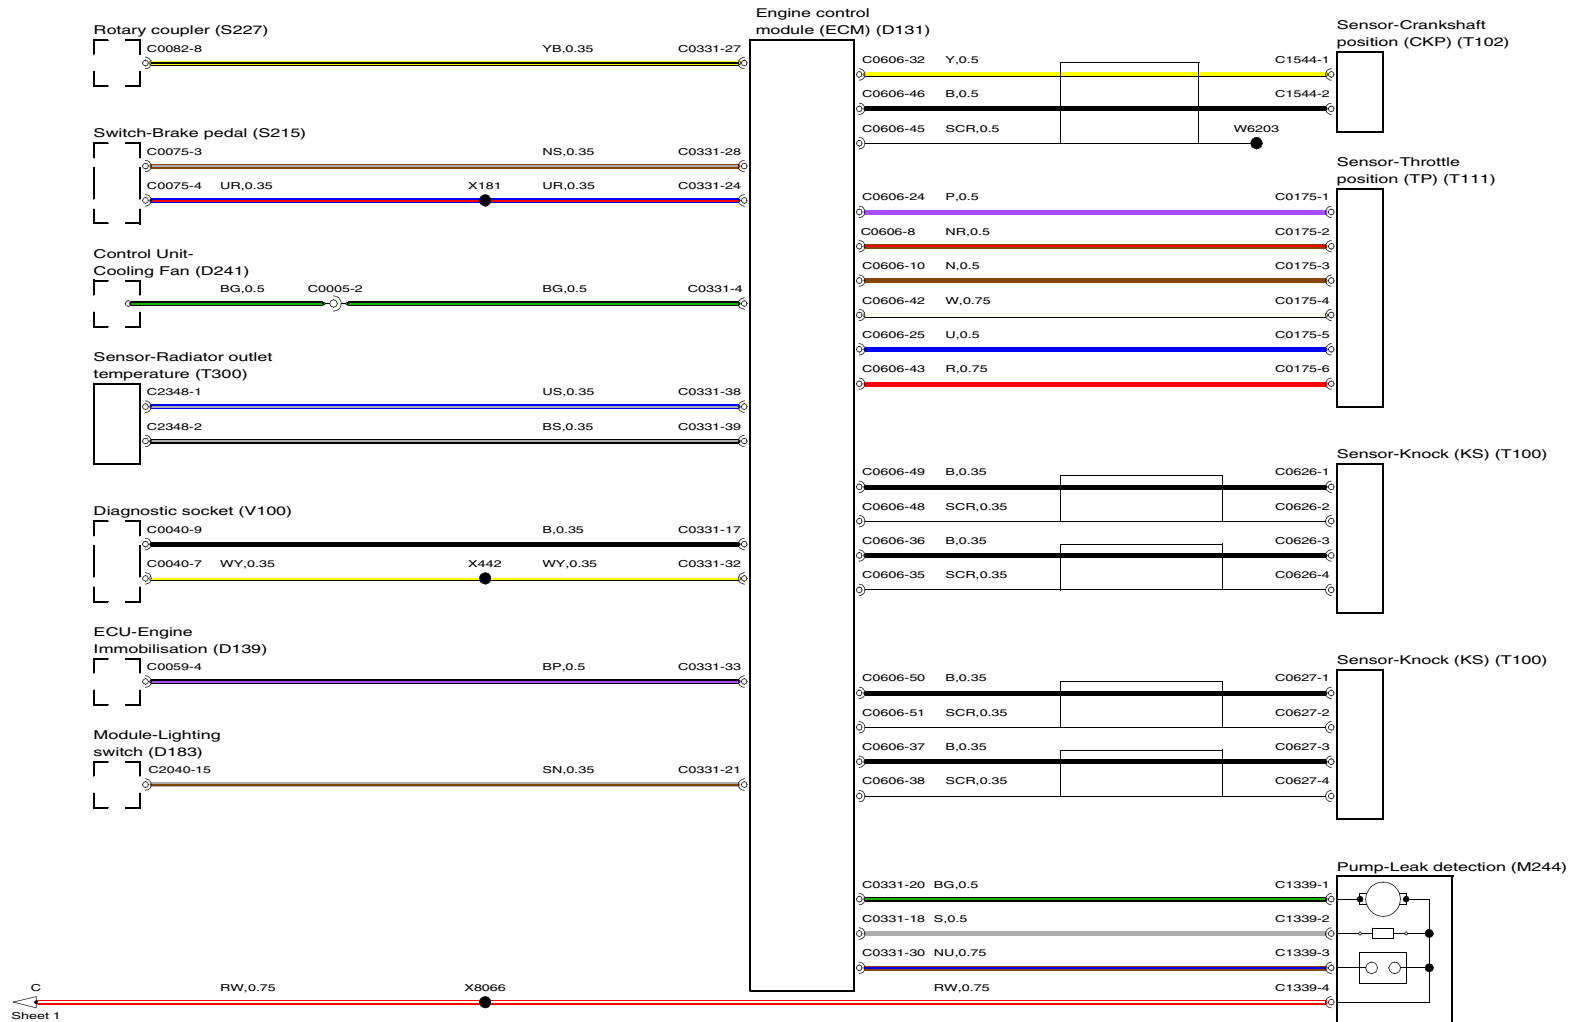 Engine control
module (ECM) (D131)
Rotary coupler (S227)
C0082-8 YB,0.35 C0331-27
Switch-Brake pedal (S215)
C0075-3 NS,0.35 C0331-28
C0075-4 UR,0.35 X181 UR,0.35 C0331-24
Control Unit-
Cooling Fan (D241)
BG,0.5 C0005-2 BG,0.5 C0331-4
Sensor-Radiator outlet
temperature (T300)
C2348-1 US,0.35 C0331-38
C2348-2 BS,0.35 C0331-39
Diagnostic socket (V100)
C0040-9 B,0.35 C0331-17
C0040-7 WY,0.35 X442 WY,0.35 C0331-32
ECU-Engine
Immobilisation (D139)
C0059-4 BP,0.5 C0331-33
Module-Lighting
switch (D183)
C2040-15 SN,0.35 C0331-21
Sensor-Crankshaft
position (CKP) (T102)
C0606-32 Y,0.5 C1544-1
C0606-46 B,0.5 C1544-2
C0606-45 SCR,0.5 W6203
Sensor-Throttle
position (TP) (T111)
C0606-24 P,0.5 C0175-1
C0606-8 NR,0.5 C0175-2
C0606-10 N,0.5 C0175-3
C0606-42 W,0.75 C0175-4
C0606-25 U,0.5 C0175-5
C0606-43 R,0.75 C0175-6
Sensor-Knock (KS) (T100)
C0606-49 B,0.35 C0626-1
C0606-48 SCR,0.35 C0626-2
C0606-36 B,0.35 C0626-3
C0606-35 SCR,0.35 C0626-4
Sensor-Knock (KS) (T100)
C0606-50 B,0.35 C0627-1
C0606-51 SCR,0.35 C0627-2
C0606-37 B,0.35 C0627-3
C0606-38 SCR,0.35 C0627-4
Pump-Leak detection (M244)
C0331-20 BG,0.5 C1339-1
C0331-18 S,0.5 C1339-2
C0331-30 NU,0.75 C1339-3
C RW,0.75 X8066 RW,0.75 C1339-4
Sheet 1